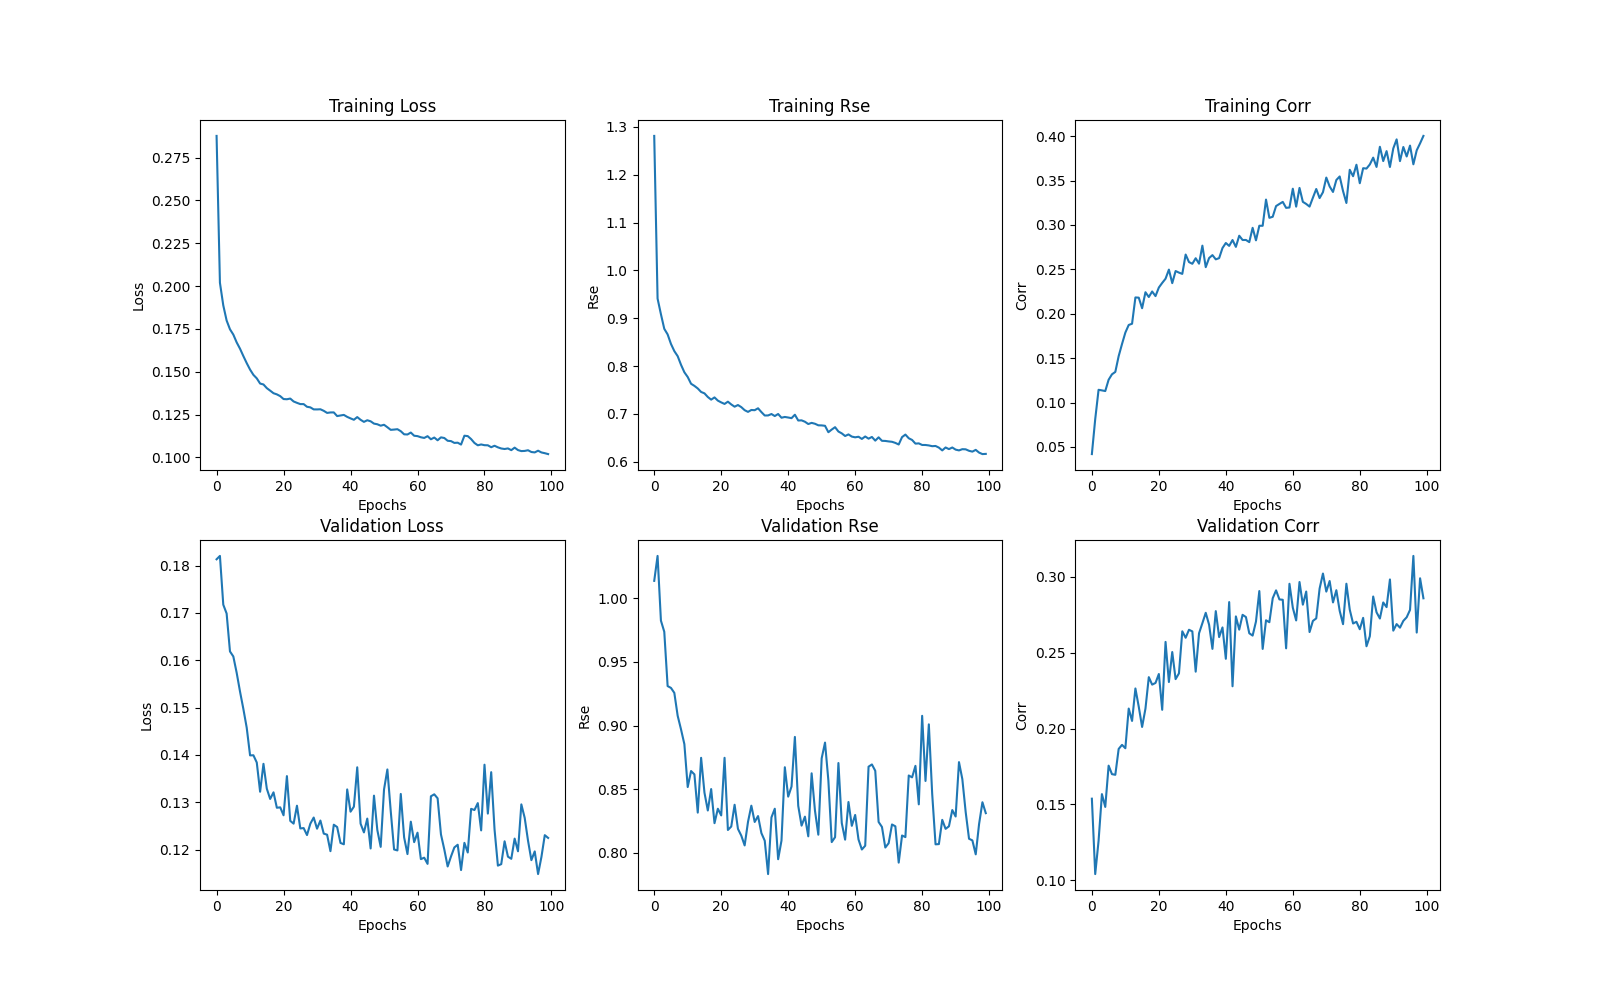 Training Loss
Loss
0.275
0.250
0.225
0.200
0.175
0.150
0.125
0.100
0 20 40 60 80 100
Epochs
Training Rse
Rse
1.3
1.2
1.1
1.0
0.9
0.8
0.7
0.6
0 20 40 60 80 100
Epochs
Training Corr
Corr
0.40
0.35
0.30
0.25
0.20
0.15
0.10
0.05
0 20 40 60 80 100
Epochs
Validation Loss
Loss
0.18
0.17
0.16
0.15
0.14
0.13
0.12
0 20 40 60 80 100
Epochs
Validation Rse
Rse
1.00
0.95
0.90
0.85
0.80
0 20 40 60 80 100
Epochs
Validation Corr
Corr
0.30
0.25
0.20
0.15
0.10
0 20 40 60 80 100
Epochs